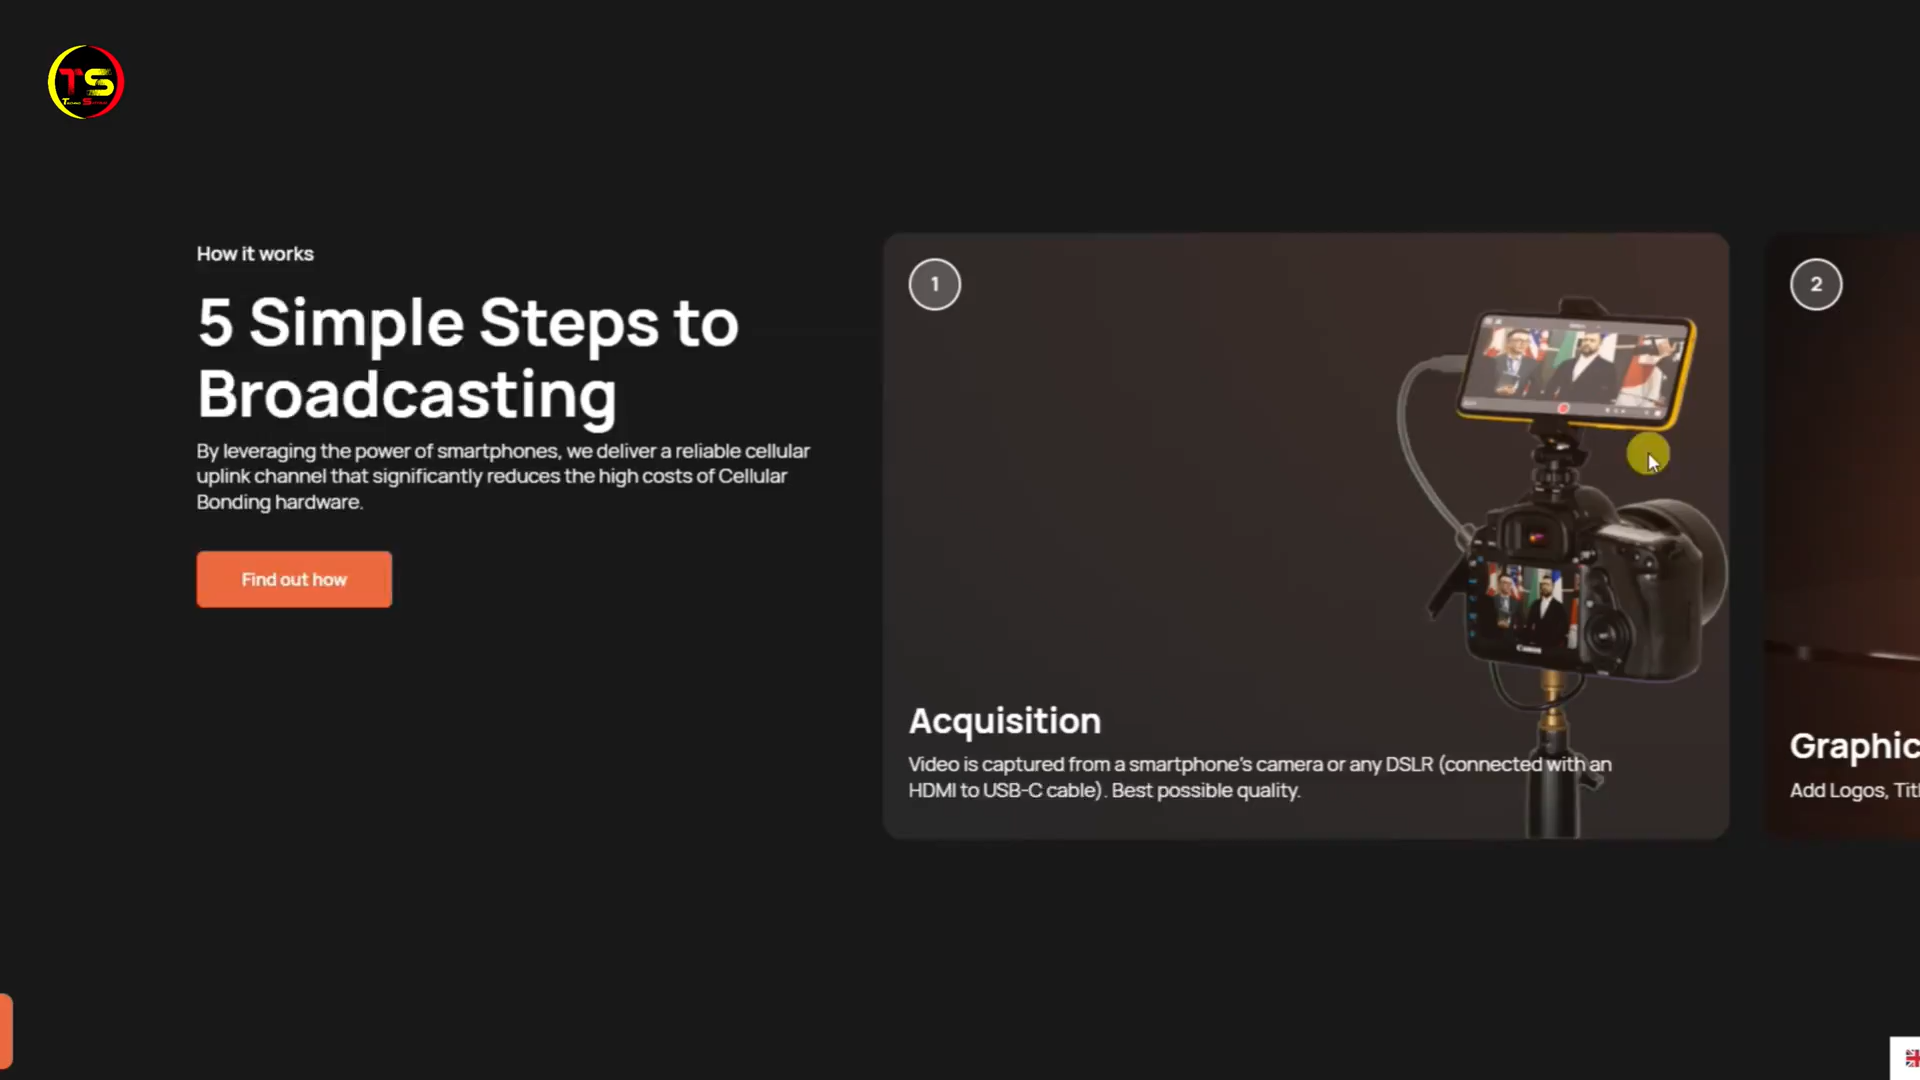 TS
How it works
5 Simple Steps to
Broadcasting
By leveraging the power of smartphones, we deliver a reliable cellular
uplink channel that significantly reduces the high costs of Cellular
Bonding hardware.
Find out how
1
Canon
Acquisition
Video is captured from a smartphone's camera or any DSLR (connected with an
HDMI to USB-C cable). Best possible quality.
2
Graphic
Add Logos, Titl